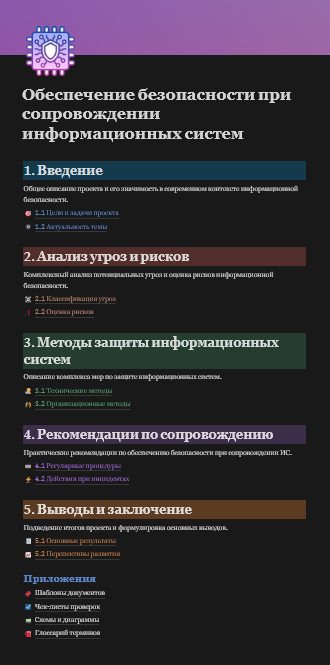 Обеспечение безопасности при
сопровождении
информационных систем
1. Введение
Общее описание проекта и его значимость в современном контексте информационной
безопасности.
1.1 Цели и задачи проекта
1.2 Актуальность темы
2. Анализ угроз и рисков
Комплексный анализ потенциальных угроз и оценка рисков информационной
безопасности.
2.1 Классификация угроз
2.2 Оценка рисков
3. Методы защиты информационных
систем
Описание комплекса мер по защите информационных систем.
3.1 Технические методы
3.2 Организационные методы
4. Рекомендации по сопровождению
Практические рекомендации по обеспечению безопасности при сопровождении ИС.
4.1 Регулярные процедуры
4.2 Действия при инцидентах
5. Выводы и заключение
Подведение итогов проекта и формулировка основных выводов.
5.1 Основные результаты
5.2 Перспективы развития
Приложения
Шаблоны документов
Чек-листы проверок
Схемы и диаграммы
Глоссарий терминов